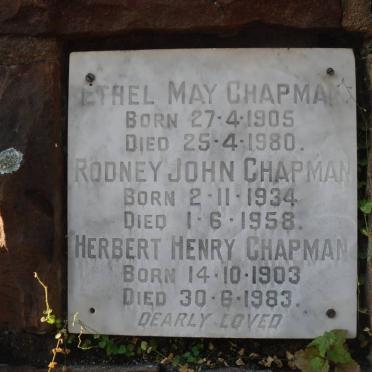 ETHEL MAY CHAPMAN
BORN 27·4·1905
DIED 25·4·1980.
RODNEY JOHN CHAPMAN
BORN 2·11·1934
DIED 1·6·1958.
HERBERT HENRY CHAPMAN
BORN 14·10·1903
DIED 30·6·1983.
DEARLY LOVED